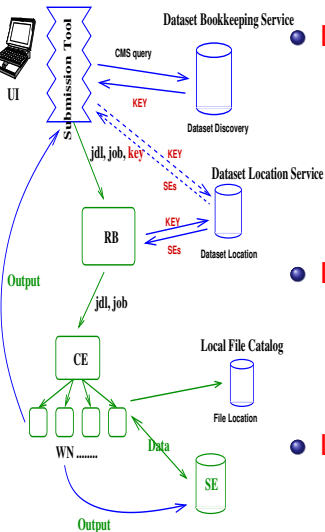 Dataset Bookkeeping Service
UI
Submission Tool
CMS query
KEY
Dataset Discovery
jdl, job, key
KEY
SEs
Dataset Location Service
RB
KEY
SEs
Dataset Location
Output
jdl, job
CE
Local File Catalog
File Location
WN ........
Data
SE
Output